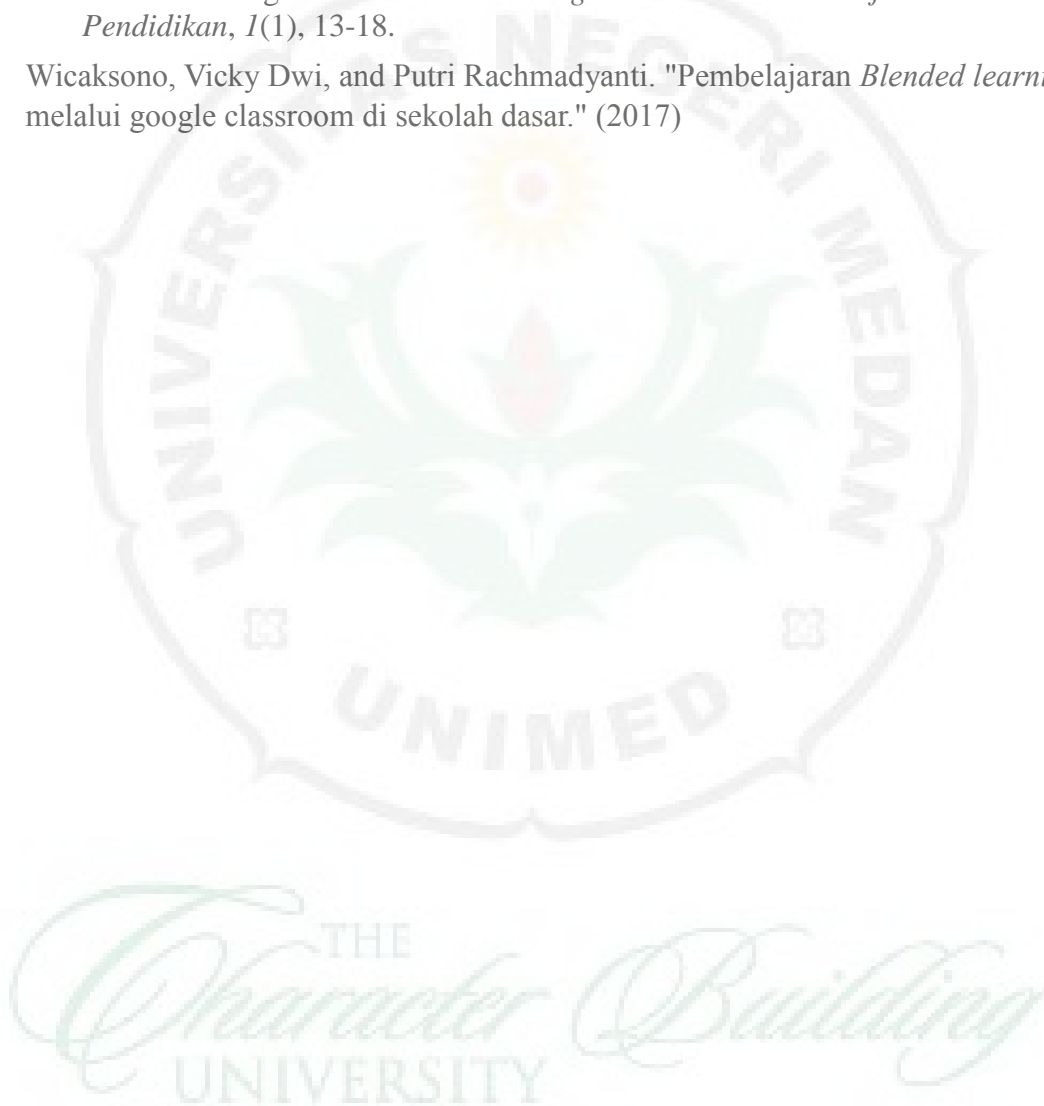 Pendidikan, 1(1), 13-18.
Wicaksono, Vicky Dwi, and Putri Rachmadyanti. "Pembelajaran Blended
melalui google classroom di sekolah dasar." (2017)
UNIVERSITAS NEGERI MEDAN
UNIMED
THE
Character Building
UNIVERSITY